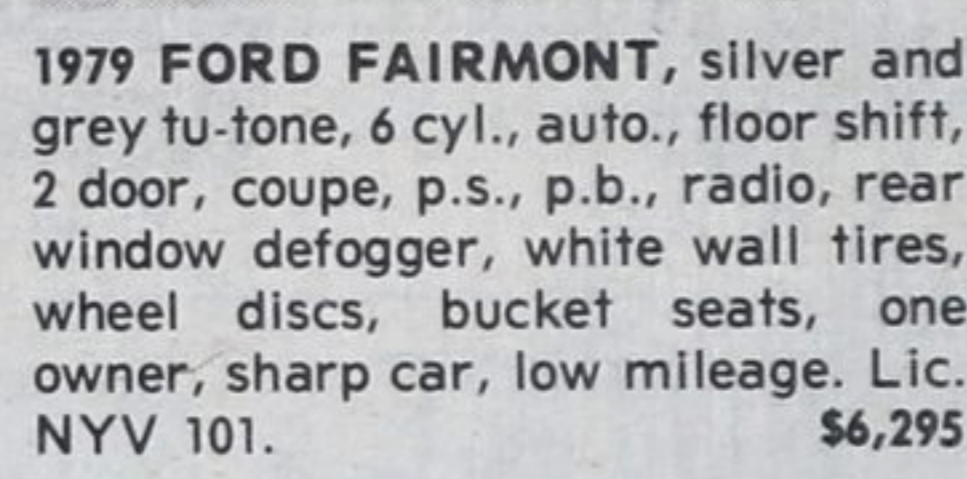 1979 FORD FAIRMONT, silver and
grey tu-tone, 6 cyl., auto., floor shift,
2 door, coupe, p.s., p.b., radio, rear
window defogger, white wall tires,
wheel discs, bucket seats, one
owner, sharp car, low mileage. Lic.
NYV 101. $6,295